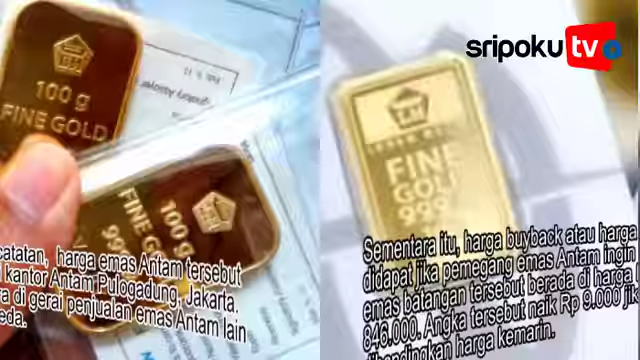 100 g
FINE GOLD
100 g
FINE GOLD
999
catatan, harga emas Antam tersebut
kantor Antam Pulogadung, Jakarta.
di gerai penjualan emas Antam lain
eda.
sripoku tv
FINE
GOLD
999
Sementara itu, harga buyback atau harga
didapat jika pemegang emas Antam ingin
emas batangan tersebut berada di harga
846.000. Angka tersebut naik Rp 9.000 jik
dibandingkan harga kemarin.